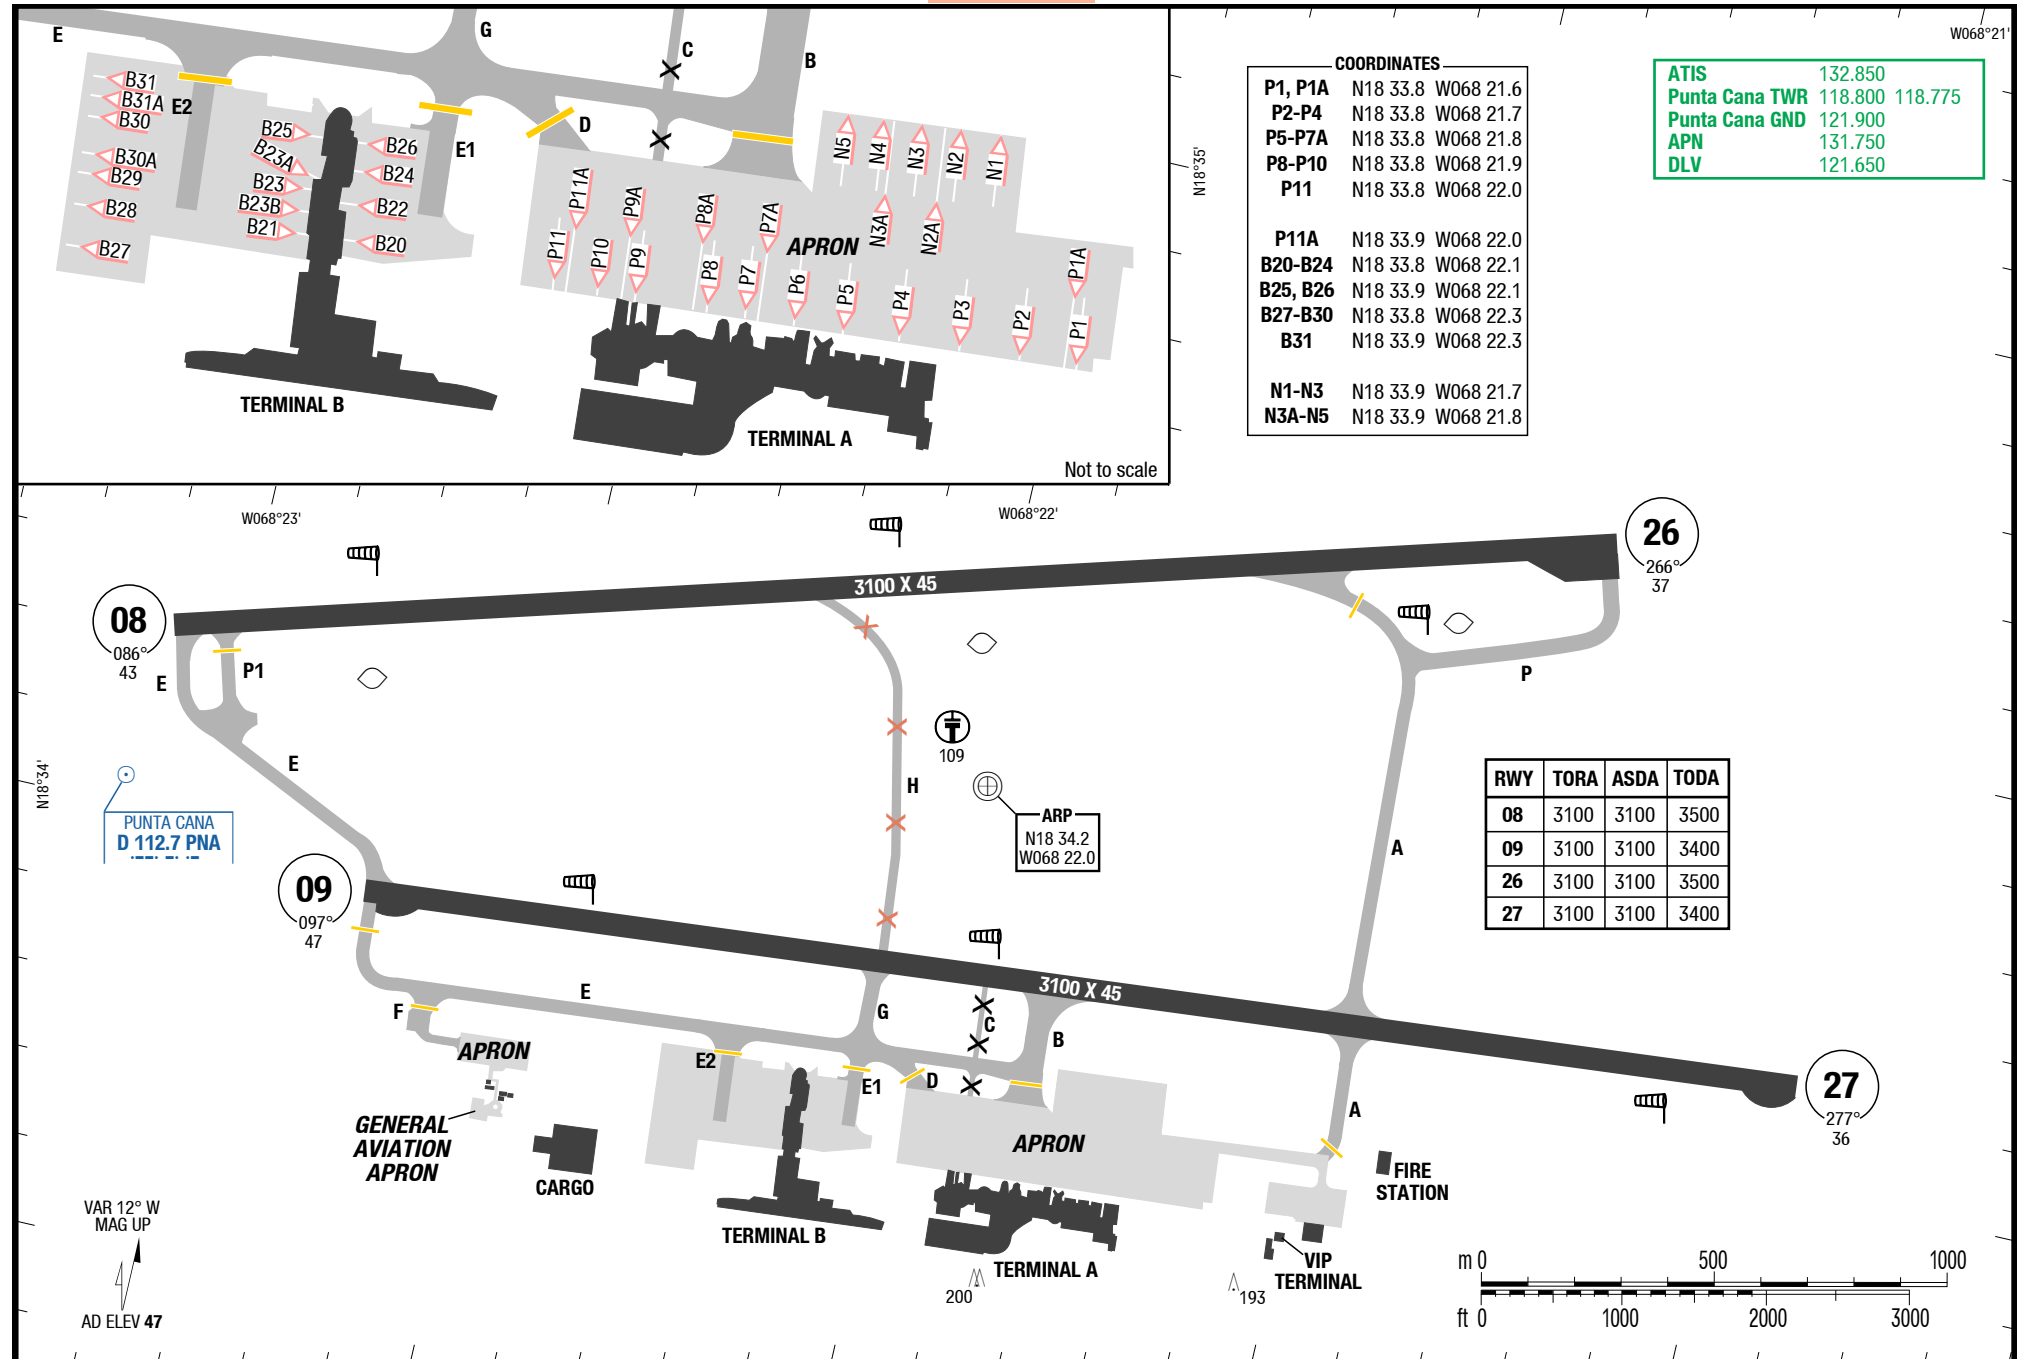 E
G
C
B
B31
B31A
E2
B30
B30A
B29
B28
B27
B25
B23A
B23
B23B
B21
B26
B24
B22
B20
E1
D
P11A
P9A
P8A
P7A
P11
P10
P9
P8
P7
P6
P5
P4
P3
P2
P1
P1A
N5
N4
N3
N2
N1
N3A
N2A
APRON
TERMINAL B
TERMINAL A
Not to scale
COORDINATES
P1, P1A N18 33.8 W068 21.6
P2-P4 N18 33.8 W068 21.7
P5-P7A N18 33.8 W068 21.8
P8-P10 N18 33.8 W068 21.9
P11 N18 33.8 W068 22.0
P11A N18 33.9 W068 22.0
B20-B24 N18 33.8 W068 22.1
B25, B26 N18 33.9 W068 22.1
B27-B30 N18 33.8 W068 22.3
B31 N18 33.9 W068 22.3
N1-N3 N18 33.9 W068 21.7
N3A-N5 N18 33.9 W068 21.8
W068°21'
ATIS 132.850
Punta Cana TWR 118.800 118.775
Punta Cana GND 121.900
APN 131.750
DLV 121.650
N18°35'
W068°23'
W068°22'
26
266°
37
3100 X 45
08
086°
43
E
P1
P
E
109
H
ARP
N18 34.2
W068 22.0
N18°34'
PUNTA CANA
D 112.7 PNA
A
RWY TORA ASDA TODA
08 3100 3100 3500
09 3100 3100 3400
26 3100 3100 3500
27 3100 3100 3400
09
097°
47
3100 X 45
E
F
G
C
B
E2
E1
D
A
27
277°
36
APRON
GENERAL
AVIATION
APRON
CARGO
APRON
FIRE
STATION
TERMINAL B
TERMINAL A
VIP
TERMINAL
200
193
VAR 12° W
MAG UP
AD ELEV 47
m 0 500 1000
ft 0 1000 2000 3000